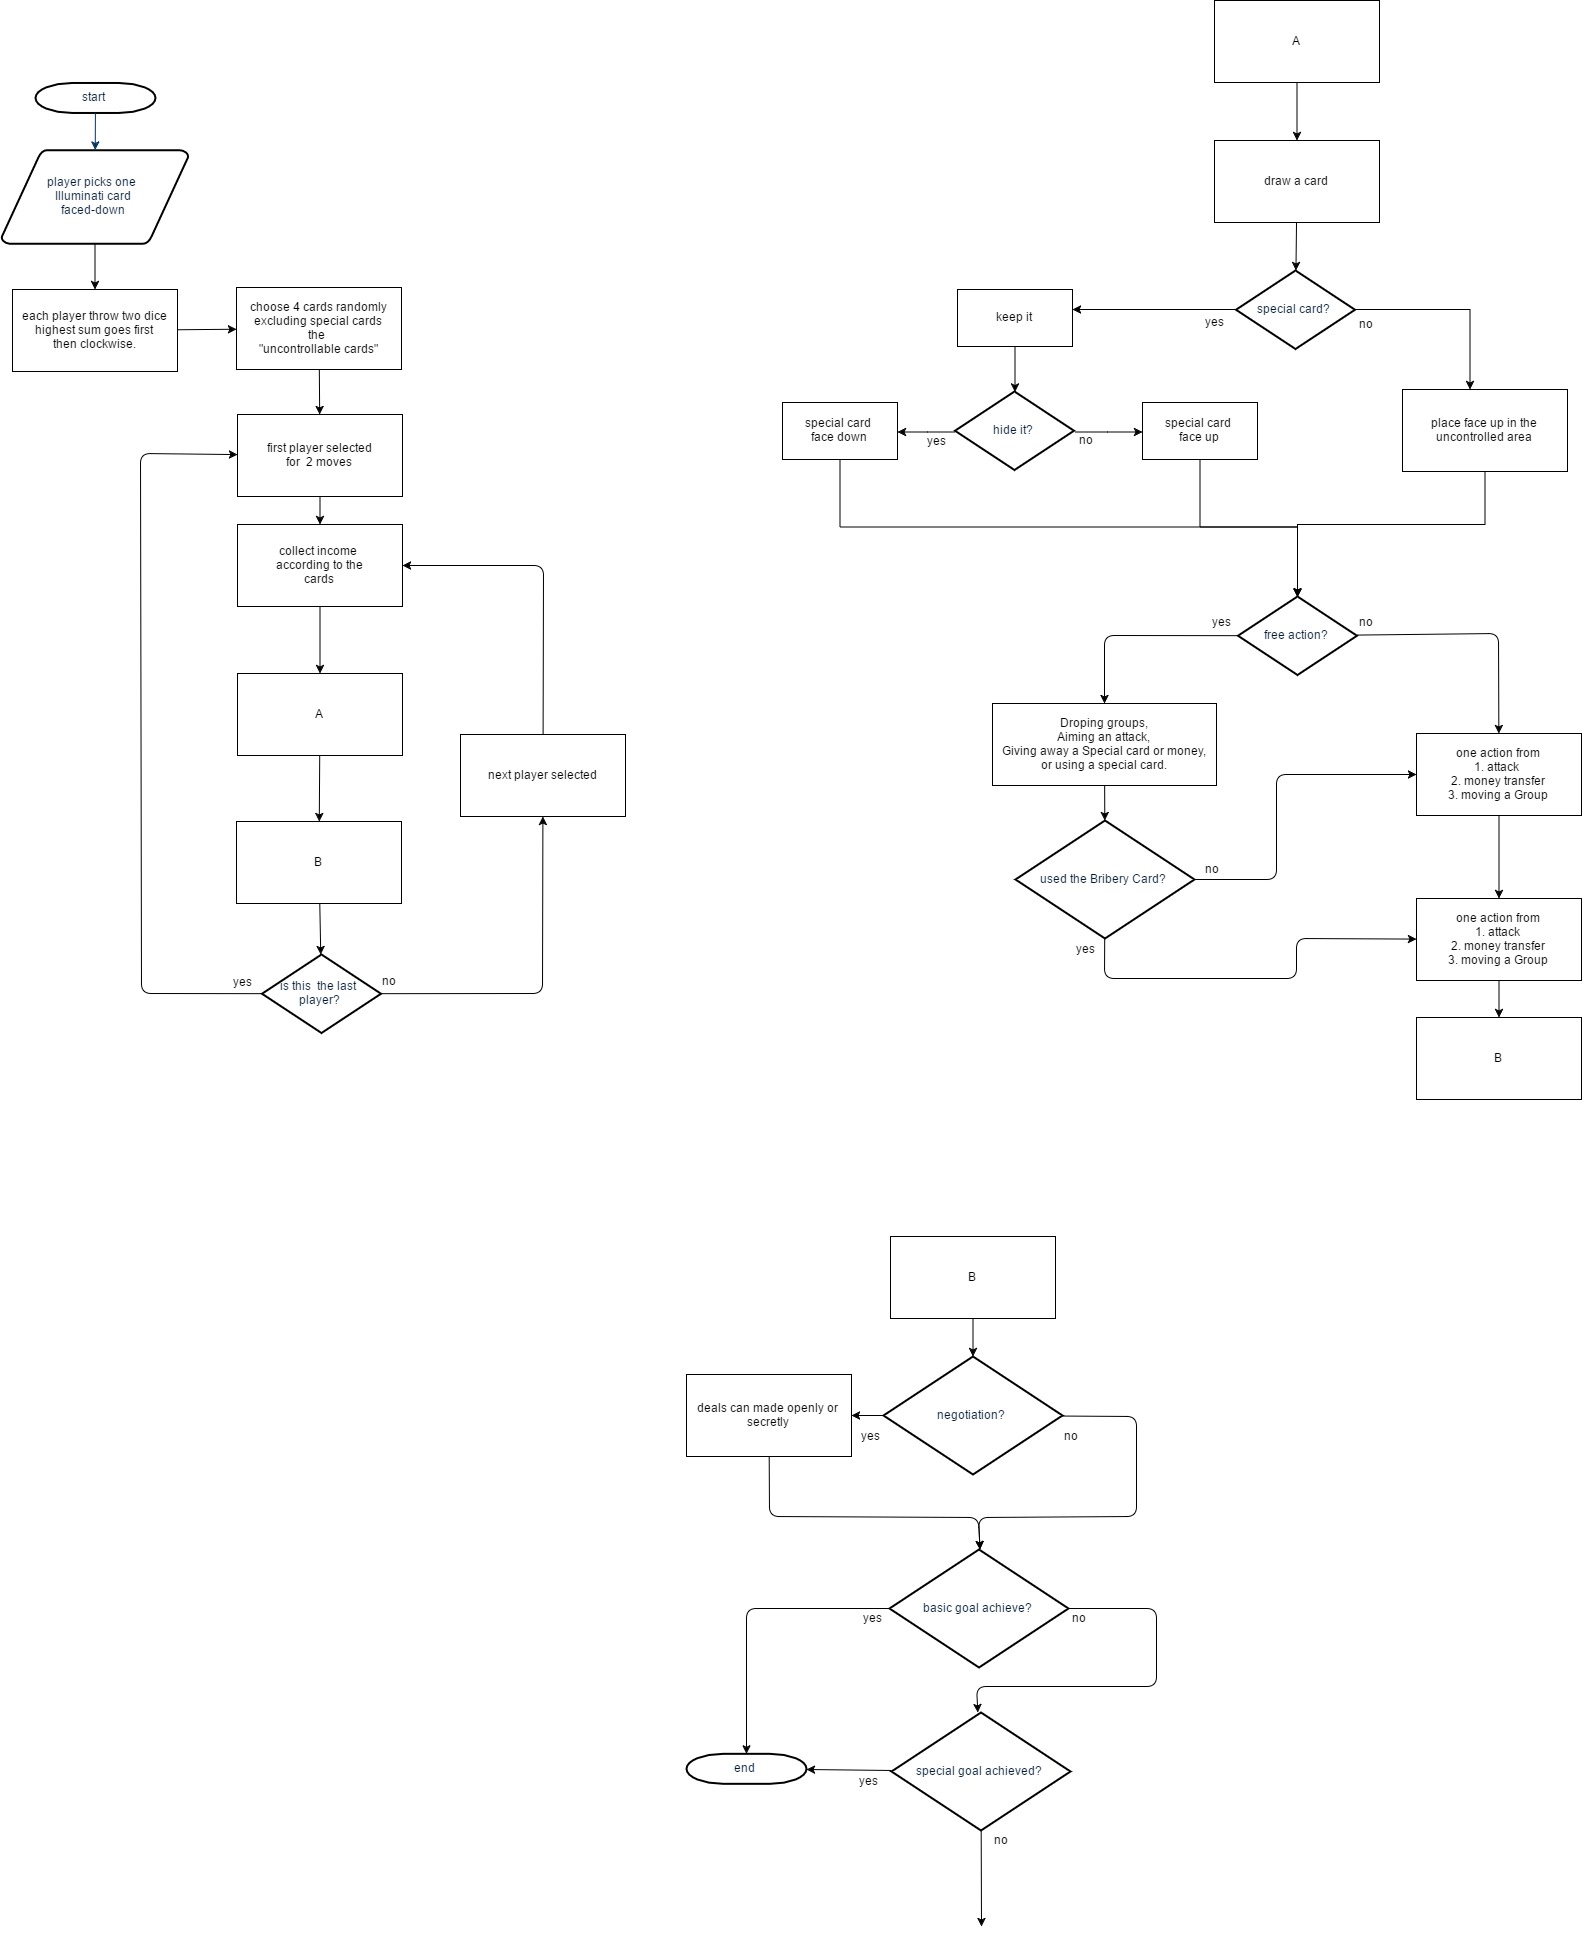 start
player picks one
Illuminati card
faced-down
each player throw two dice
highest sum goes first
then clockwise.
choose 4 cards randomly
excluding special cards
the
"uncontrollable cards"
first player selected
for 2 moves
collect income
according to the
cards
A
next player selected
B
is this the last
player?
yes
no
A
draw a card
special card?
yes
no
keep it
hide it?
yes
no
special card
face down
special card
face up
place face up in the
uncontrolled area
free action?
yes
no
Droping groups,
Aiming an attack,
Giving away a Special card or money,
or using a special card.
one action from
1. attack
2. money transfer
3. moving a Group
used the Bribery Card?
no
yes
one action from
1. attack
2. money transfer
3. moving a Group
B
B
negotiation?
yes
no
deals can made openly or
secretly
basic goal achieve?
yes
no
special goal achieved?
yes
no
end